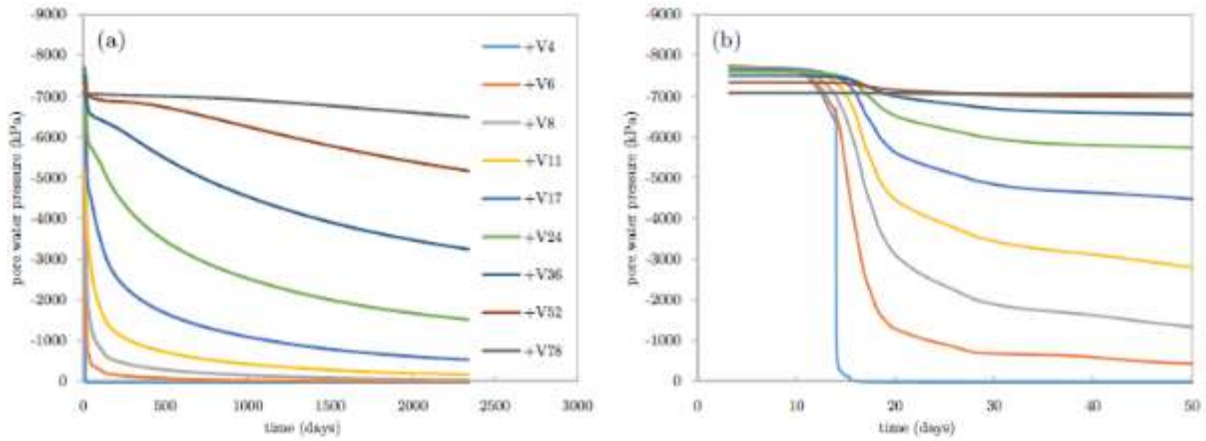 (a)
-9000
-8000
-7000
-6000
-5000
-4000
-3000
-2000
-1000
0
pore water pressure (kPa)
0 500 1000 1500 2000 2500 3000
time (days)
+V4
+V6
+V8
+V11
+V17
+V24
+V36
+V52
+V78
(b)
-9000
-8000
-7000
-6000
-5000
-4000
-3000
-2000
-1000
0
pore water pressure (kPa)
0 10 20 30 40 50
time (days)